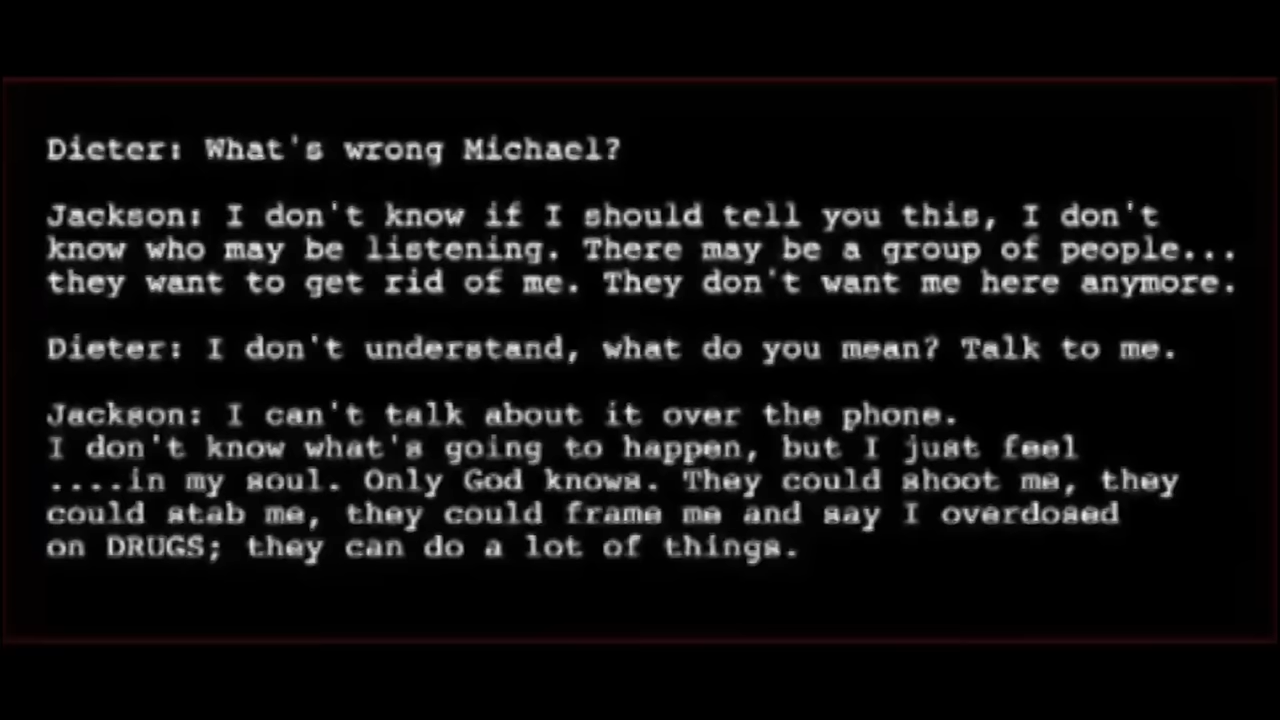 Dieter: What's wrong Michael?
Jackson: I don't know if I should tell you this, I don't
know who may be listening. There may be a group of people...
they want to get rid of me. They don't want me here anymore.
Dieter: I don't understand, what do you mean? Talk to me.
Jackson: I can't talk about it over the phone.
I don't know what's going to happen, but I just feel
....in my soul. Only God knows. They could shoot me, they
could stab me, they could frame me and say I overdosed
on DRUGS; they can do a lot of things.